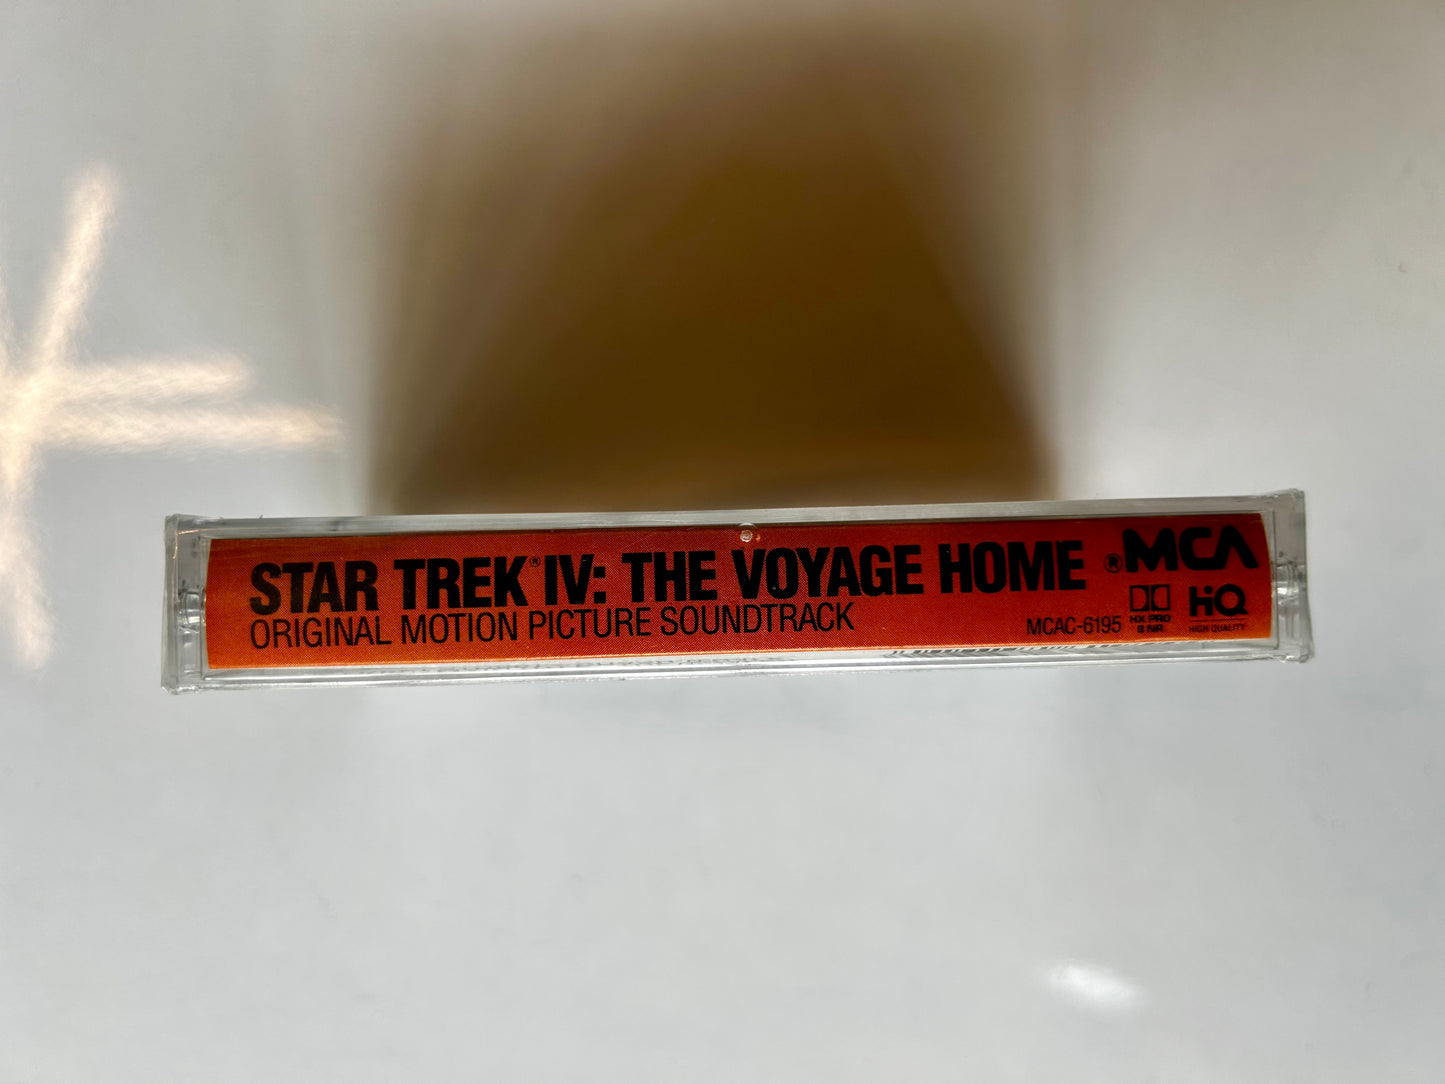 STAR TREK® IV: THE VOYAGE HOME
ORIGINAL MOTION PICTURE SOUNDTRACK
® MCA
MCAC-6195
HX PRO
B NR
HiQ
HIGH QUALITY